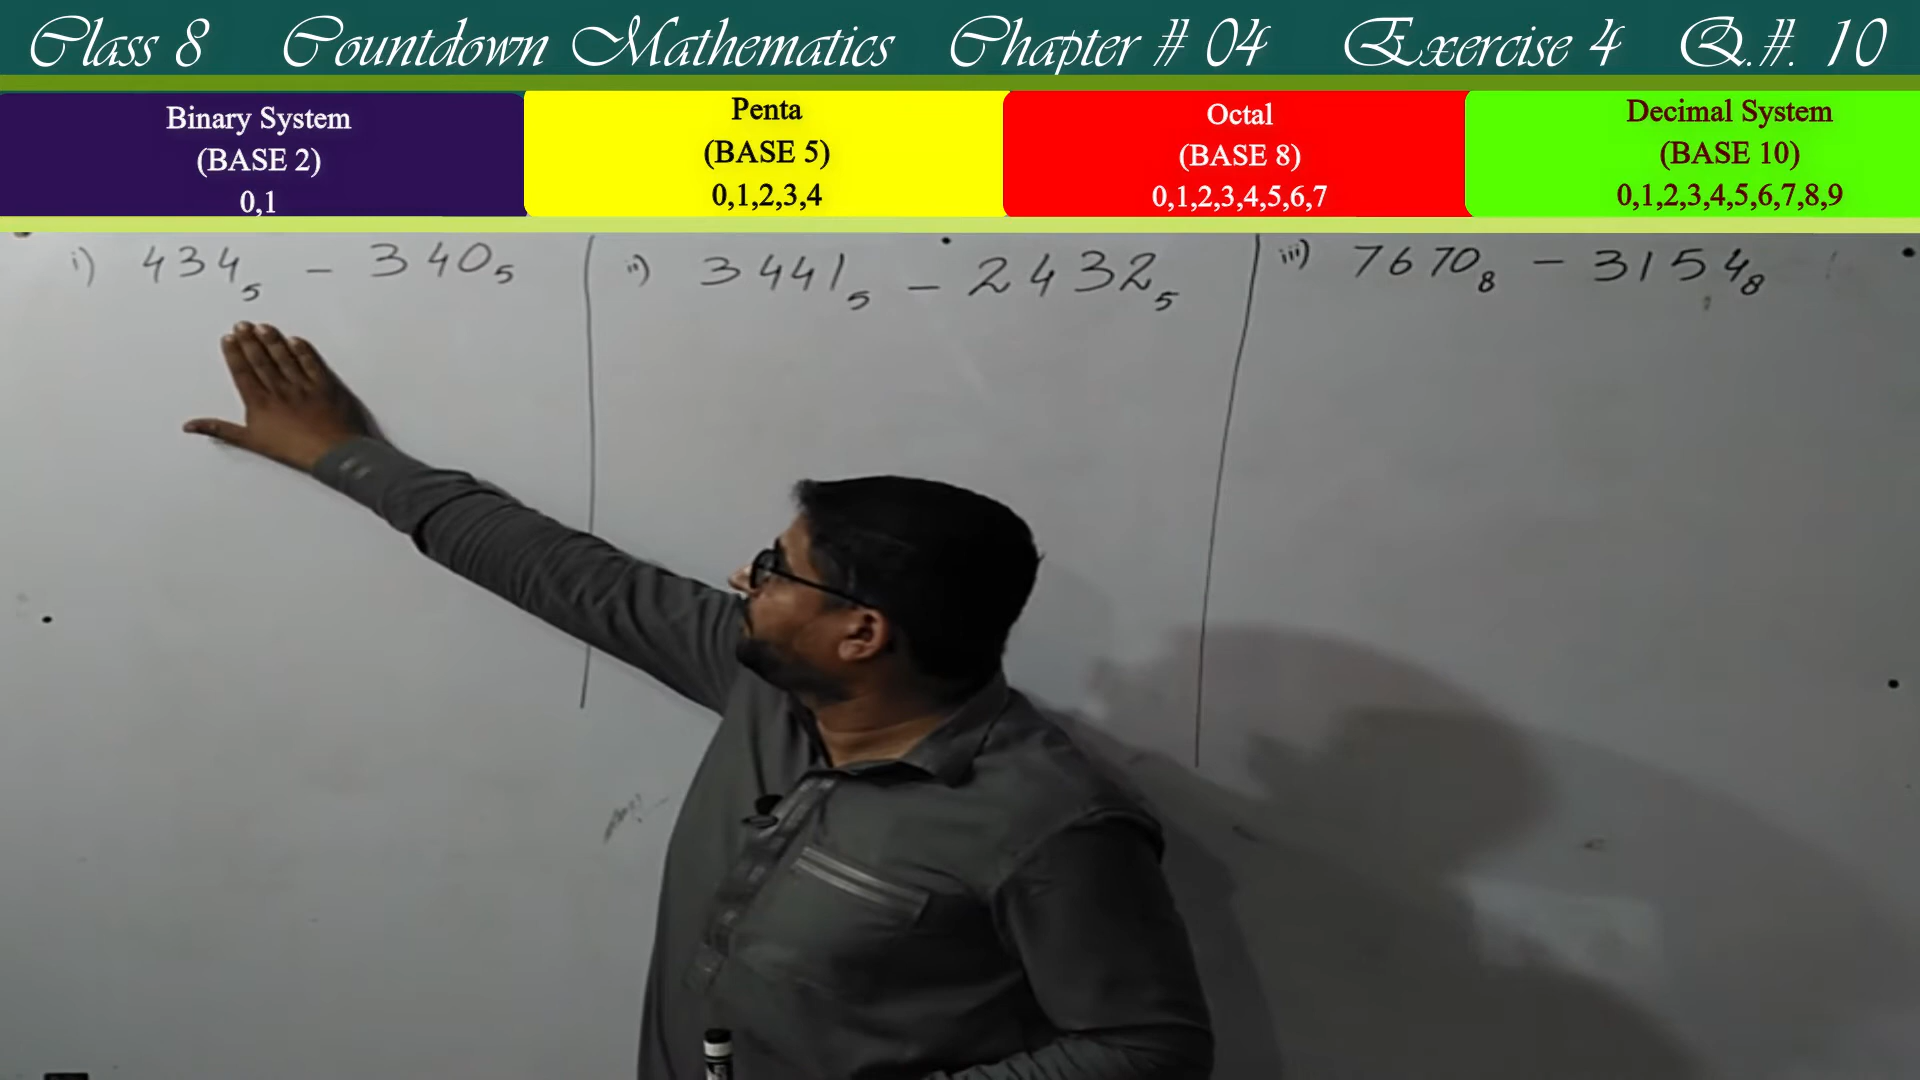 Class 8 Countdown Mathematics Chapter # 04 Exercise 4 Q.#. 10
Binary System
(BASE 2)
0,1
Penta
(BASE 5)
0,1,2,3,4
Octal
(BASE 8)
0,1,2,3,4,5,6,7
Decimal System
(BASE 10)
0,1,2,3,4,5,6,7,8,9
i) 434₅ - 340₅
ii) 3441₅ - 2432₅
iii) 7670₈ - 3154₈